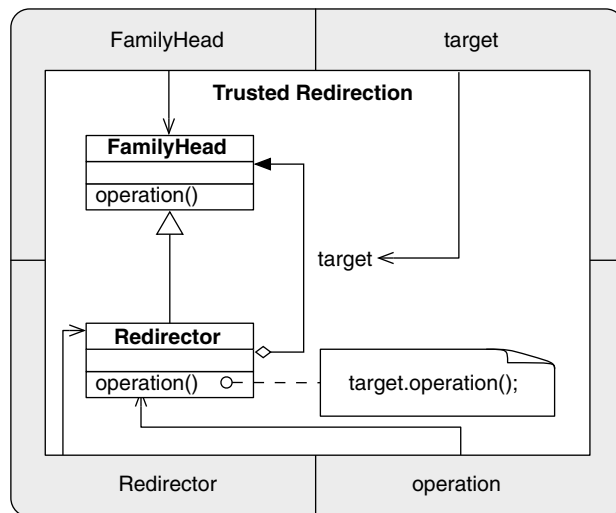 FamilyHead
target
Trusted Redirection
FamilyHead
operation()
target
Redirector
operation()
target.operation();
Redirector
operation